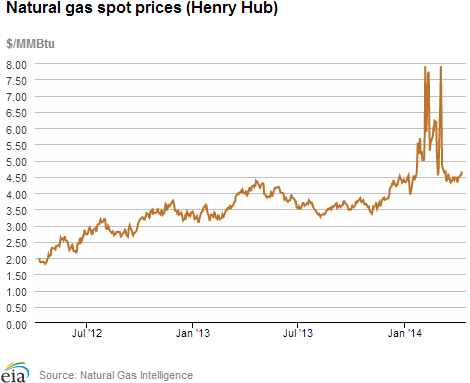 Natural gas spot prices (Henry Hub)
$/MMBtu
8.00
7.50
7.00
6.50
6.00
5.50
5.00
4.50
4.00
3.50
3.00
2.50
2.00
1.50
1.00
0.50
0.00
Jul '12
Jan '13
Jul '13
Jan '14
eia
Source: Natural Gas Intelligence